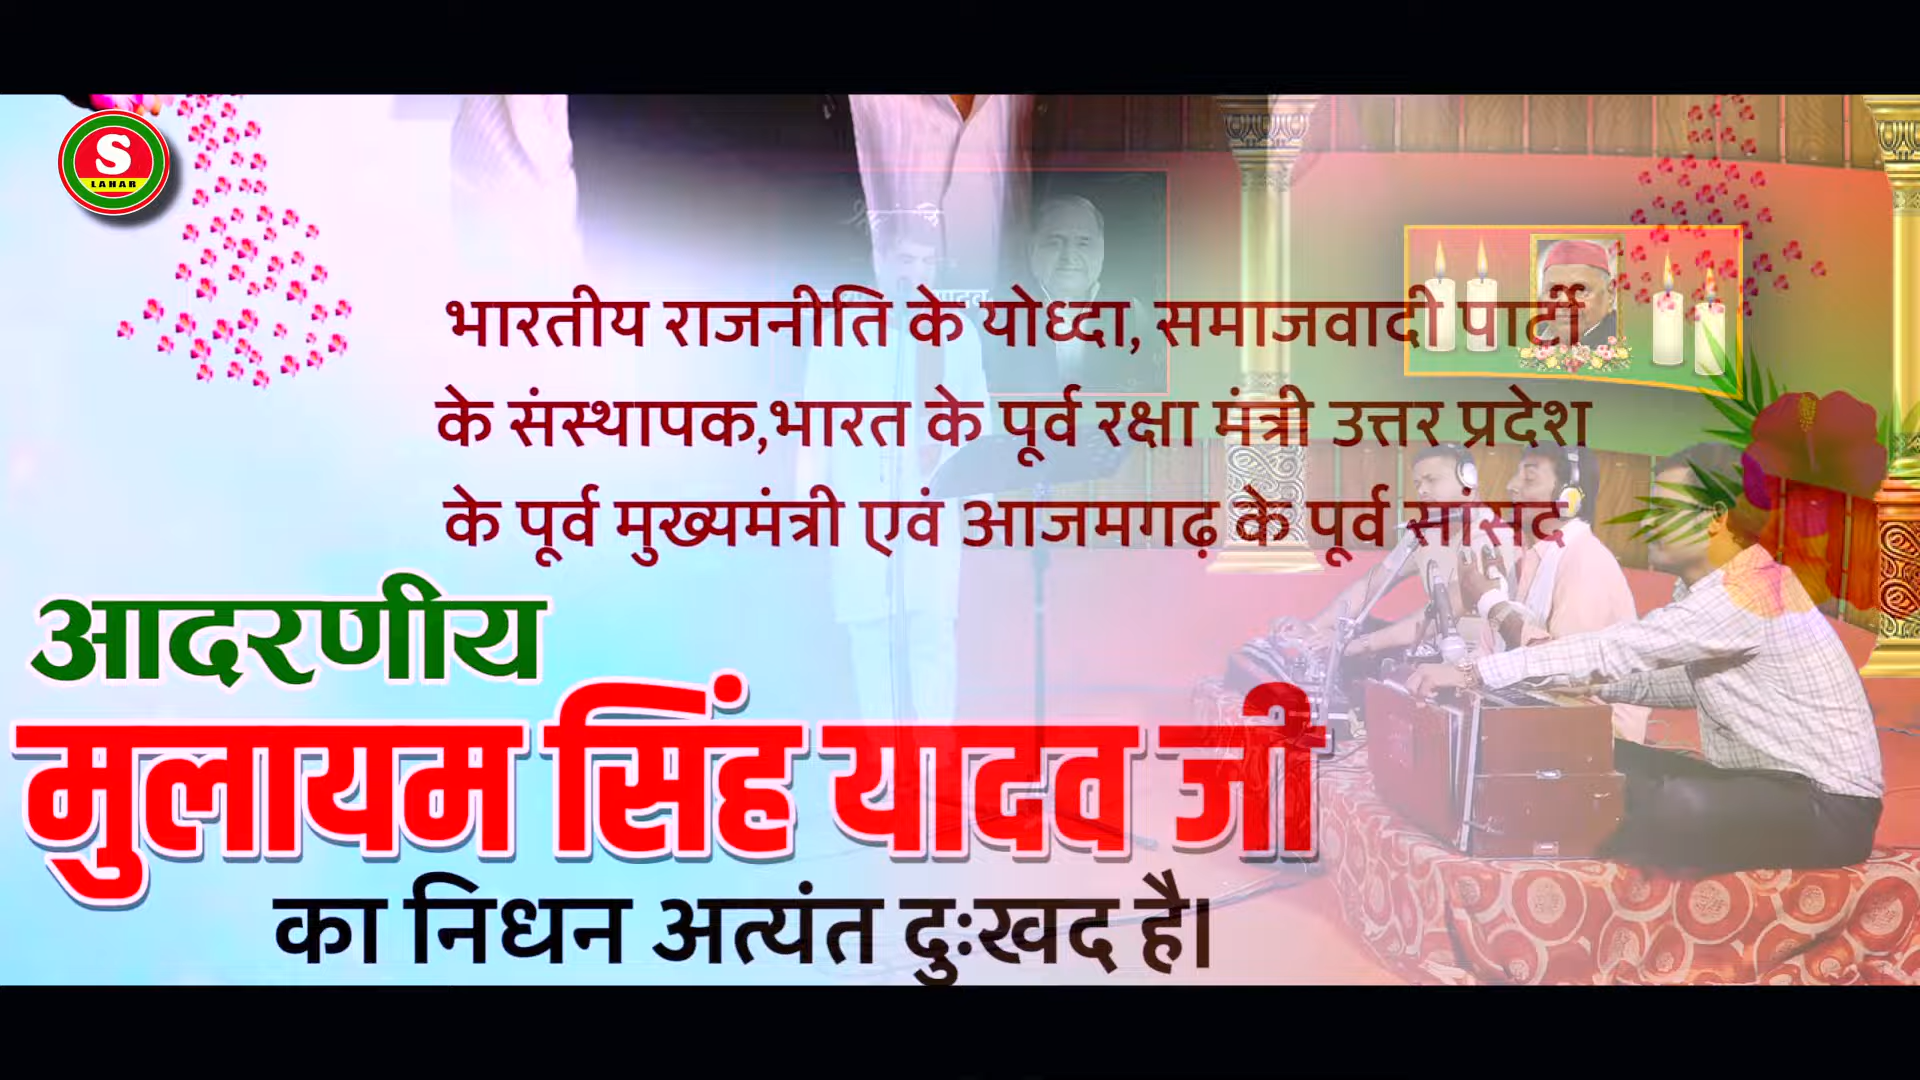 S
LAHAR
भारतीय राजनीति के योध्दा, समाजवादी पार्टी
के संस्थापक,भारत के पूर्व रक्षा मंत्री उत्तर प्रदेश
के पूर्व मुख्यमंत्री एवं आजमगढ़ के पूर्व सांसद
आदरणीय
मुलायम सिंह यादव जी
का निधन अत्यंत दुःखद है।